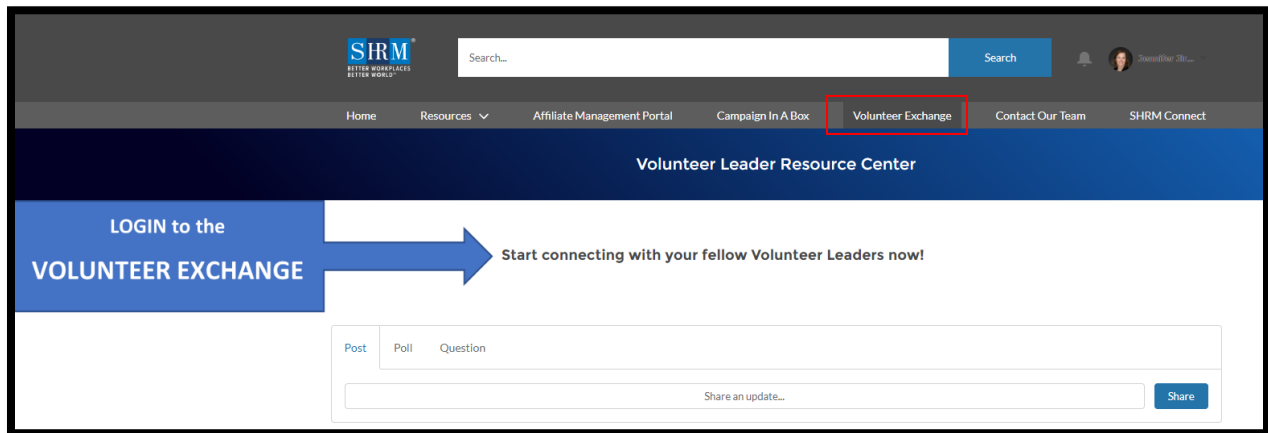 SHRM®
BETTER WORKPLACES
BETTER WORLD™
Search...
Search
Home Resources Affiliate Management Portal Campaign In A Box Volunteer Exchange Contact Our Team SHRM Connect
Volunteer Leader Resource Center
LOGIN to the
VOLUNTEER EXCHANGE
Start connecting with your fellow Volunteer Leaders now!
Post Poll Question
Share an update...
Share